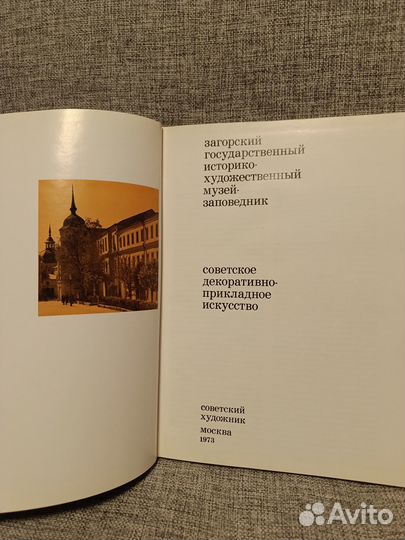 загорский
государственный
историко-
художественный
музей-
заповедник
советское
декоративно-
прикладное
искусство
советский
художник
москва
1973
Avito